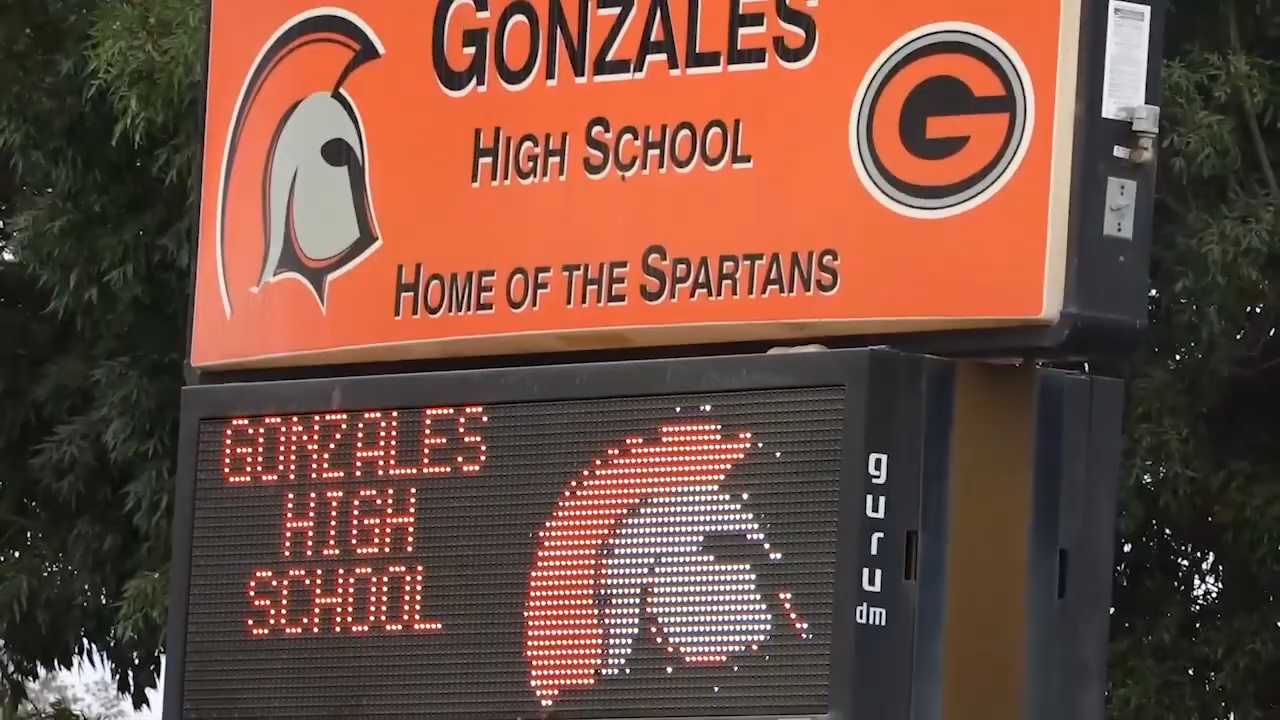 GONZALES
HIGH SCHOOL
HOME OF THE SPARTANS
G
GONZALES
HIGH
SCHOOL
guru
dm